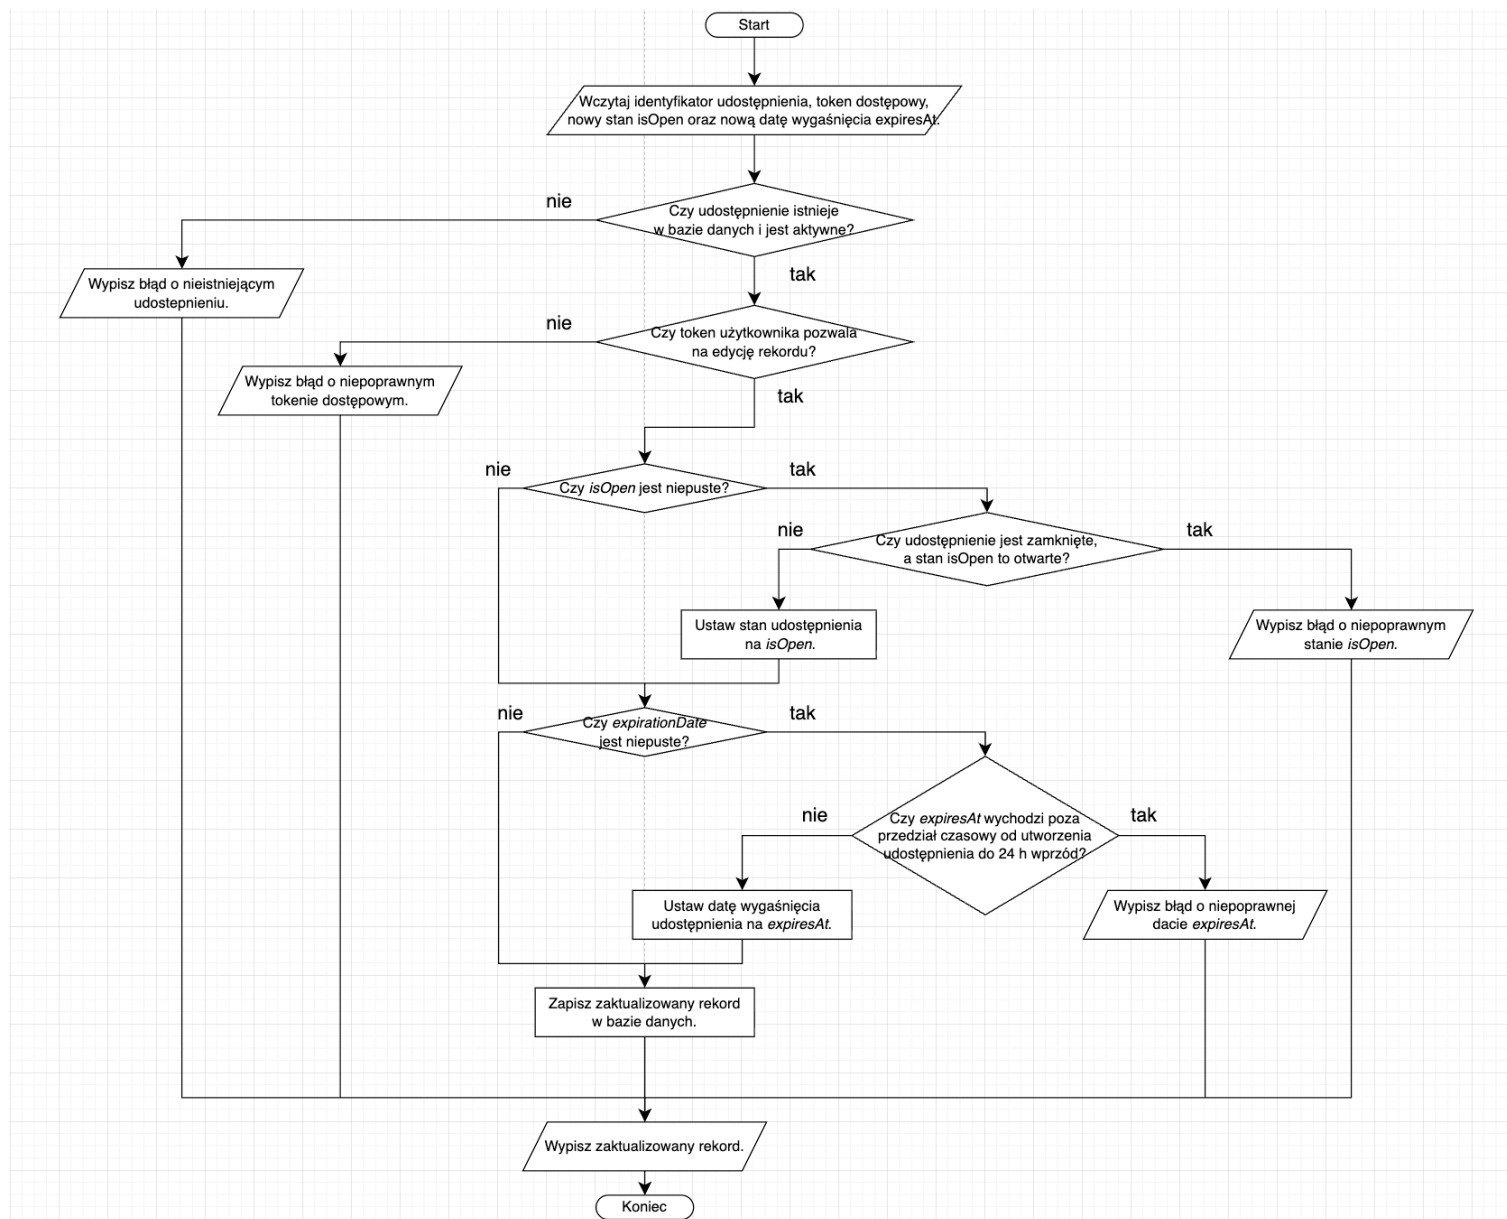 Start
Wczytaj identyfikator udostępnienia, token dostępowy,
nowy stan isOpen oraz nową datę wygaśnięcia expiresAt.
nie
Czy udostępnienie istnieje
w bazie danych i jest aktywne?
tak
Wypisz błąd o nieistniejącym
udostepnieniu.
nie
Czy token użytkownika pozwala
na edycję rekordu?
tak
Wypisz błąd o niepoprawnym
tokenie dostępowym.
nie
Czy isOpen jest niepuste?
tak
nie
Czy udostępnienie jest zamknięte,
a stan isOpen to otwarte?
tak
Ustaw stan udostępnienia
na isOpen.
Wypisz błąd o niepoprawnym
stanie isOpen.
nie
Czy expirationDate
jest niepuste?
tak
nie
Czy expiresAt wychodzi poza
przedział czasowy od utworzenia
udostępnienia do 24 h wprzód?
tak
Ustaw datę wygaśnięcia
udostępnienia na expiresAt.
Wypisz błąd o niepoprawnej
dacie expiresAt.
Zapisz zaktualizowany rekord
w bazie danych.
Wypisz zaktualizowany rekord.
Koniec